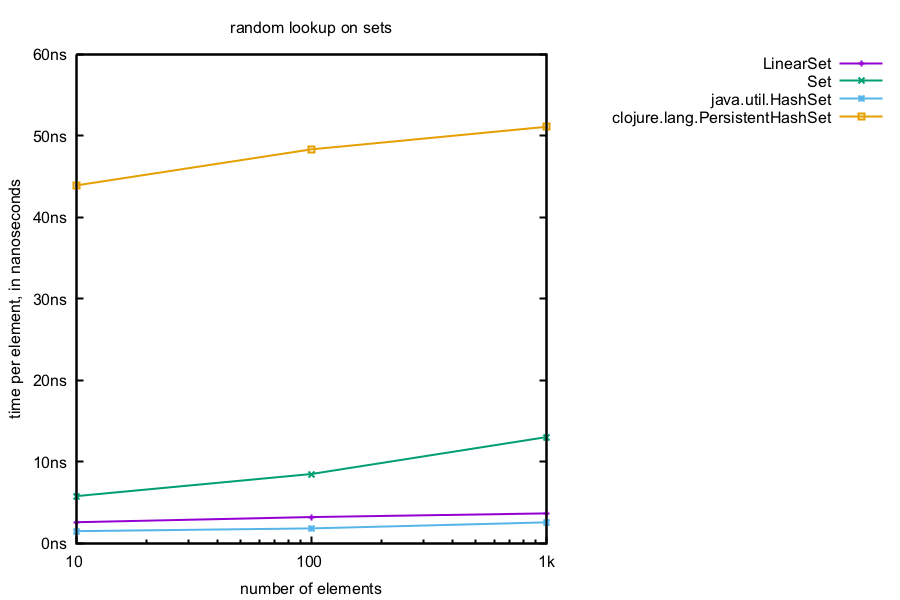 random lookup on sets
60ns
50ns
40ns
30ns
20ns
10ns
0ns
time per element, in nanoseconds
10
100
1k
number of elements
LinearSet
Set
java.util.HashSet
clojure.lang.PersistentHashSet